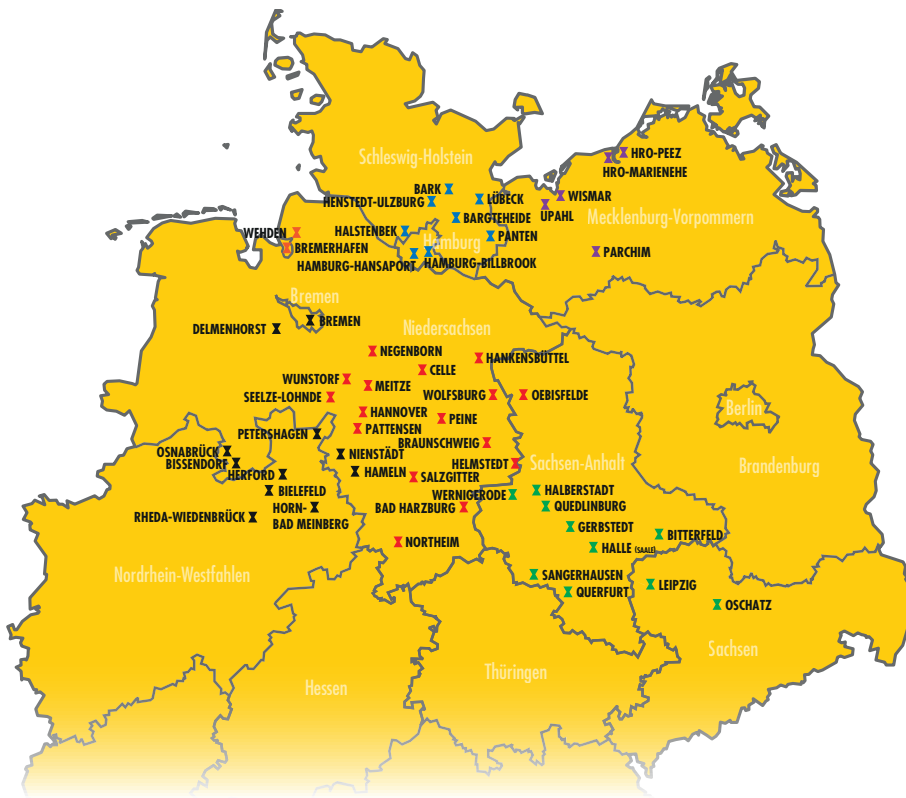 HRO-PEEZ
Schleswig-Holstein
HRO-MARIENEHE
BARK
HENSTEDT-ULZBURG
LÜBECK
WISMAR
BARGTEHEIDE
UPAHL
Mecklenburg-Vorpommern
WEHDEN
HALSTENBEK
Hamburg
PANTEN
BREMERHAFEN
PARCHIM
HAMBURG-HANSAPORT
HAMBURG-BILLBROOK
Bremen
BREMEN
DELMENHORST
Niedersachsen
NEGENBORN
HANKENSBÜTTEL
CELLE
WUNSTORF
MEITZE
SEELZE-LOHNDE
WOLFSBURG
OEBISFELDE
HANNOVER
Berlin
PEINE
PATTENSEN
PETERSHAGEN
BRAUNSCHWEIG
OSNABRÜCK
NIENSTÄDT
BISSENDORF
HELMSTEDT
Sachsen-Anhalt
Brandenburg
HERFORD
HAMELN
SALZGITTER
BIELEFELD
WERNIGERODE
HALBERSTADT
HORN-
BAD MEINBERG
BAD HARZBURG
QUEDLINBURG
RHEDA-WIEDENBRÜCK
GERBSTEDT
BITTERFELD
NORTHEIM
HALLE (SAALE)
Nordrhein-Westfahlen
SANGERHAUSEN
LEIPZIG
QUERFURT
OSCHATZ
Sachsen
Thüringen
Hessen